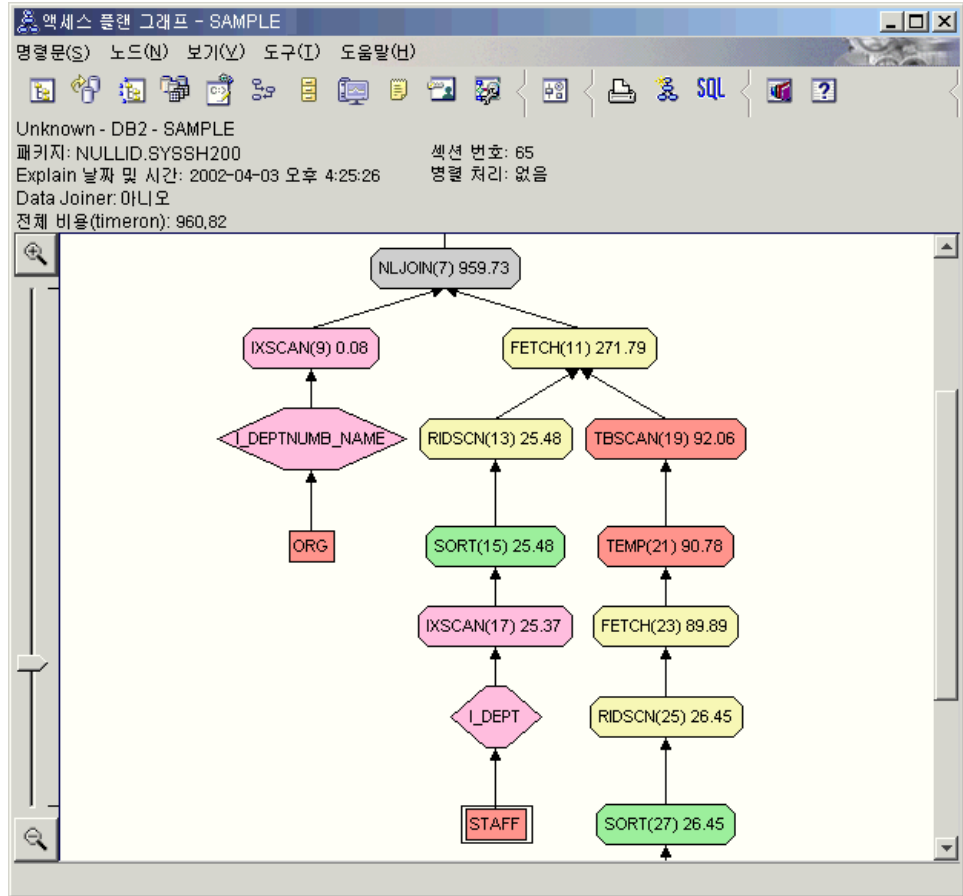 액세스 플랜 그래프 - SAMPLE
명령문(S) 노드(N) 보기(V) 도구(T) 도움말(H)
SQL
?
Unknown - DB2 - SAMPLE
패키지: NULLID.SYSSH200 섹션 번호: 65
Explain 날짜 및 시간: 2002-04-03 오후 4:25:26 병렬 처리: 없음
Data Joiner: 아니오
전체 비용(timeron): 960,82
NLJOIN(7) 959.73
IXSCAN(9) 0.08 FETCH(11) 271.79
I_DEPTNUMB_NAME RIDSCN(13) 25.48 TBSCAN(19) 92.06
ORG SORT(15) 25.48 TEMP(21) 90.78
IXSCAN(17) 25.37 FETCH(23) 89.89
I_DEPT RIDSCN(25) 26.45
STAFF SORT(27) 26.45